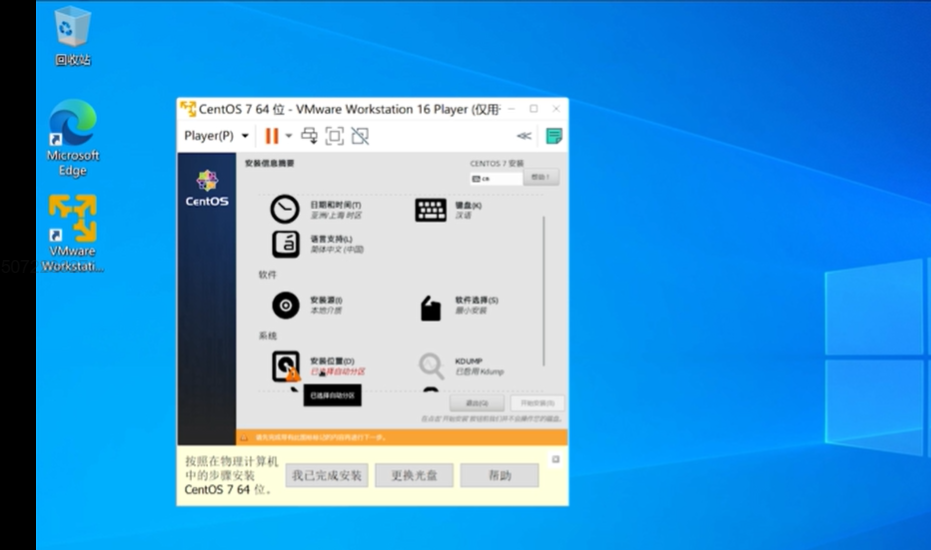 回收站
Microsoft
Edge
VMware
Workstati...
CentOS 7 64 位 - VMware Workstation 16 Player (仅用
Player(P)
CentOS
安装信息摘要
CENTOS 7 安装
cn
帮助!
日期和时间(T)
亚洲/上海 时区
键盘(K)
汉语
语言支持(L)
简体中文 (中国)
软件
安装源(I)
本地介质
软件选择(S)
最小安装
系统
安装位置(D)
已选择自动分区
KDUMP
已启用 Kdump
已选择自动分区
退出(Q)
开始安装(B)
在点击"开始安装"按钮前我们并不会操作您的磁盘。
请先完成带有此图标标记的内容再进行下一步。
按照在物理计算机
中的步骤安装
CentOS 7 64 位。
我已完成安装
更换光盘
帮助